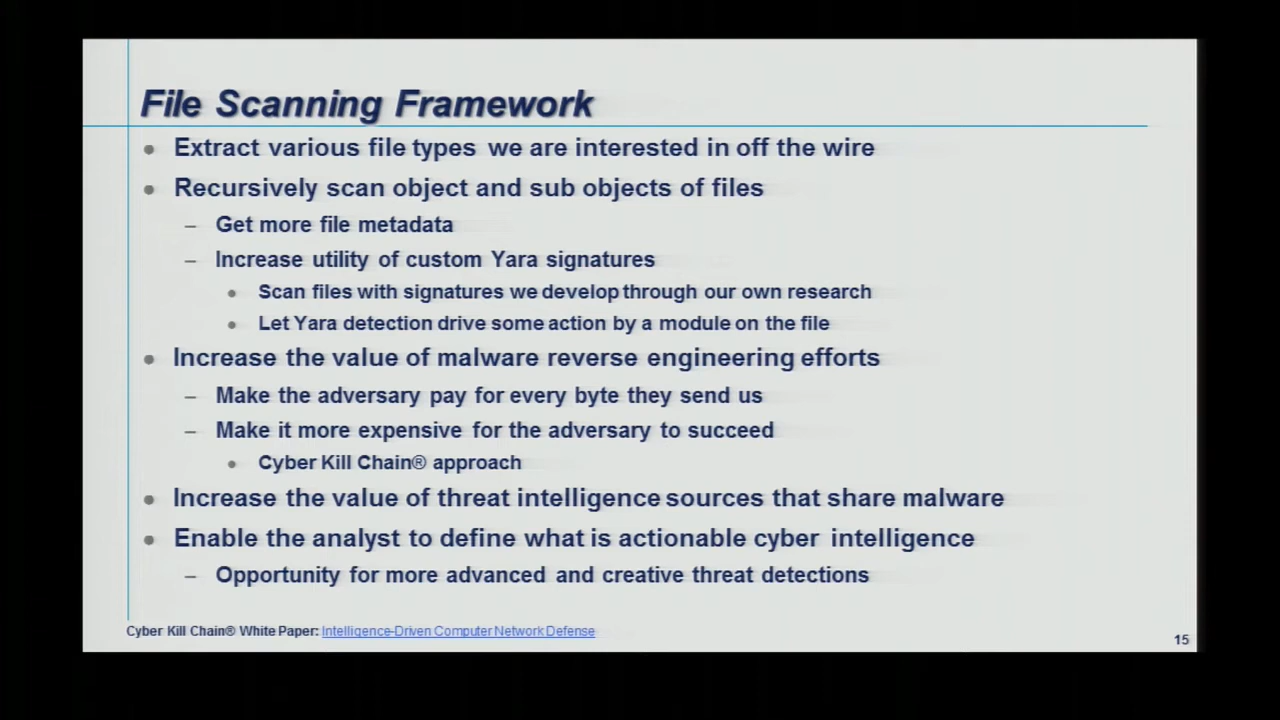 File Scanning Framework
• Extract various file types we are interested in off the wire
• Recursively scan object and sub objects of files
– Get more file metadata
– Increase utility of custom Yara signatures
• Scan files with signatures we develop through our own research
• Let Yara detection drive some action by a module on the file
• Increase the value of malware reverse engineering efforts
– Make the adversary pay for every byte they send us
– Make it more expensive for the adversary to succeed
• Cyber Kill Chain® approach
• Increase the value of threat intelligence sources that share malware
• Enable the analyst to define what is actionable cyber intelligence
– Opportunity for more advanced and creative threat detections
Cyber Kill Chain® White Paper: Intelligence-Driven Computer Network Defense
15